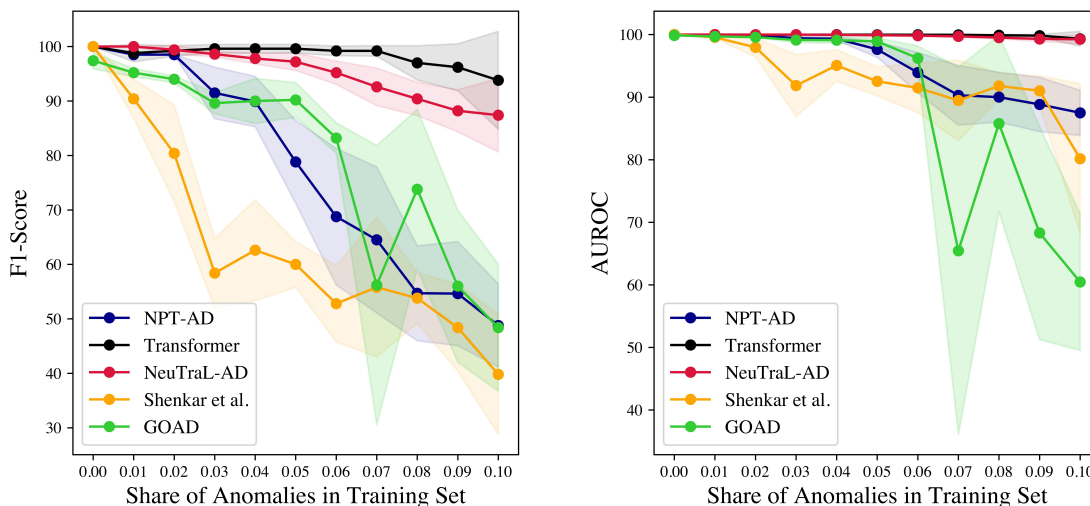 F1-Score
100
90
80
70
60
50
40
30
NPT-AD
Transformer
NeuTraL-AD
Shenkar et al.
GOAD
0.00 0.01 0.02 0.03 0.04 0.05 0.06 0.07 0.08 0.09 0.10
Share of Anomalies in Training Set
AUROC
100
90
80
70
60
50
40
NPT-AD
Transformer
NeuTraL-AD
Shenkar et al.
GOAD
0.00 0.01 0.02 0.03 0.04 0.05 0.06 0.07 0.08 0.09 0.10
Share of Anomalies in Training Set